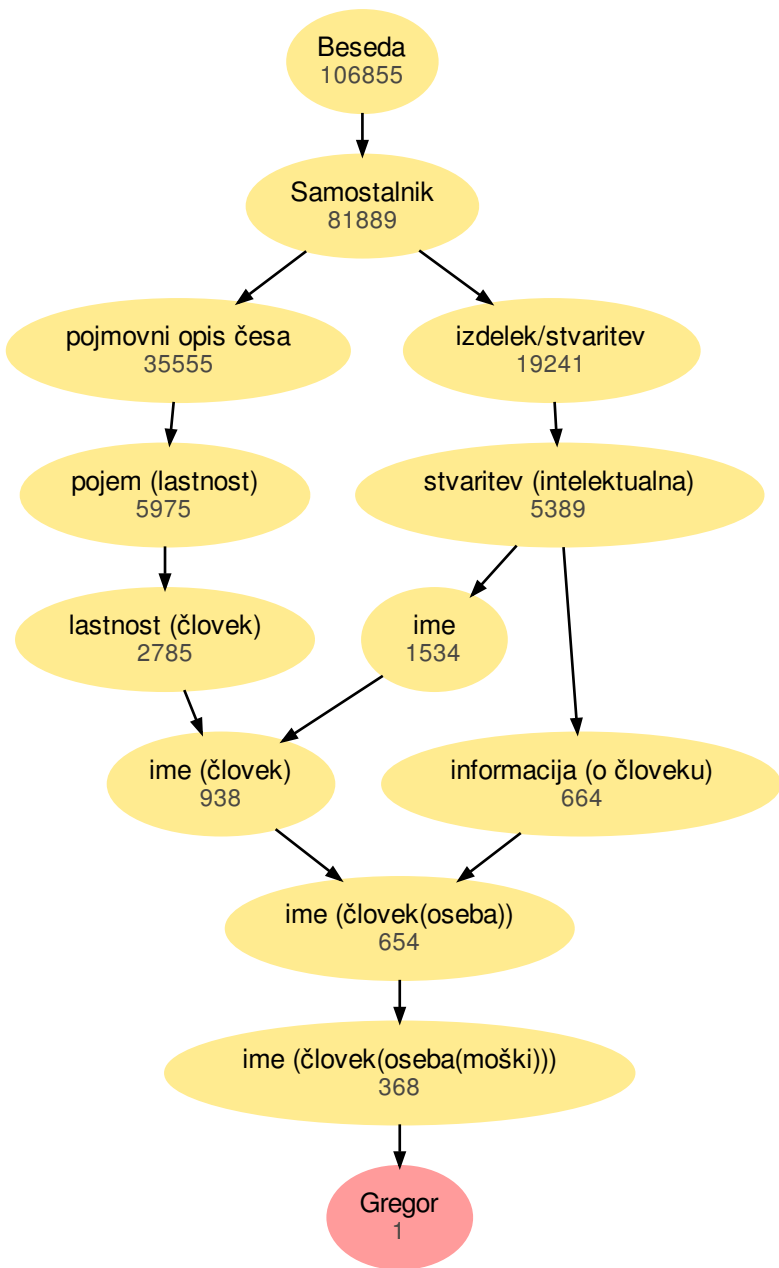 Beseda
106855
Samostalnik
81889
pojmovni opis česa
35555
izdelek/stvaritev
19241
pojem (lastnost)
5975
stvaritev (intelektualna)
5389
lastnost (človek)
2785
ime
1534
ime (človek)
938
informacija (o človeku)
664
ime (človek(oseba))
654
ime (človek(oseba(moški)))
368
Gregor
1